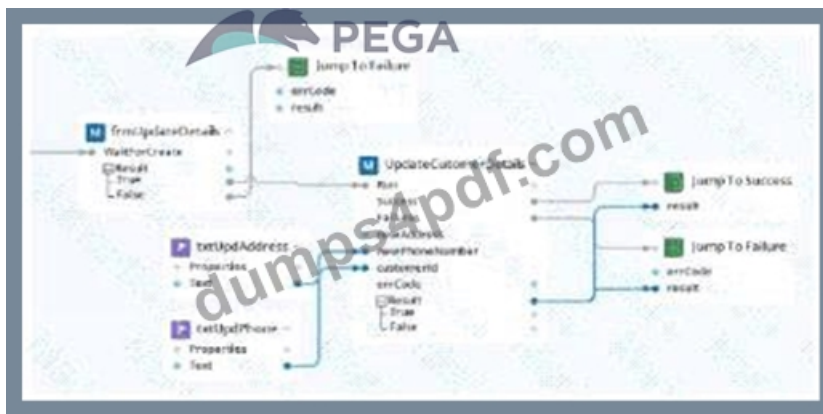 PEGA
Jump To Failure
errCode
result
frmUpdateDetails
WaitForCreate
Result
True
False
UpdateCustomerDetails
Run
Success
Failure
newAddress
newPhoneNumber
customerId
errCode
Result
True
False
Jump To Success
result
Jump To Failure
errCode
result
txtUpdAddress
Properties
Text
txtUpdPhone
Properties
Text
dumps4pdf.com